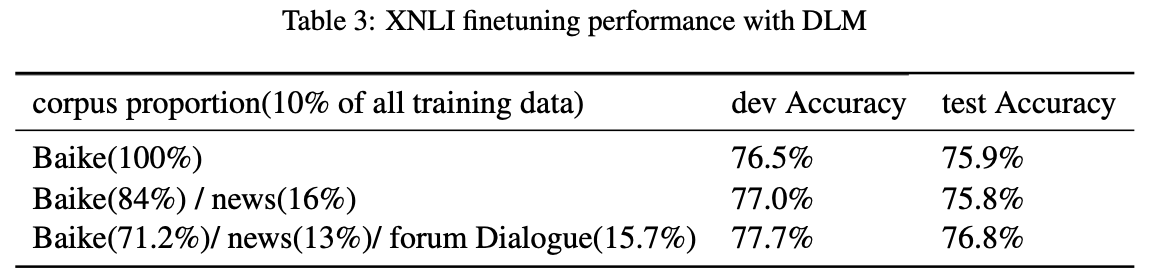 Table 3: XNLI finetuning performance with DLM
corpus proportion(10% of all training data) dev Accuracy test Accuracy
Baike(100%) 76.5% 75.9%
Baike(84%) / news(16%) 77.0% 75.8%
Baike(71.2%)/ news(13%)/ forum Dialogue(15.7%) 77.7% 76.8%